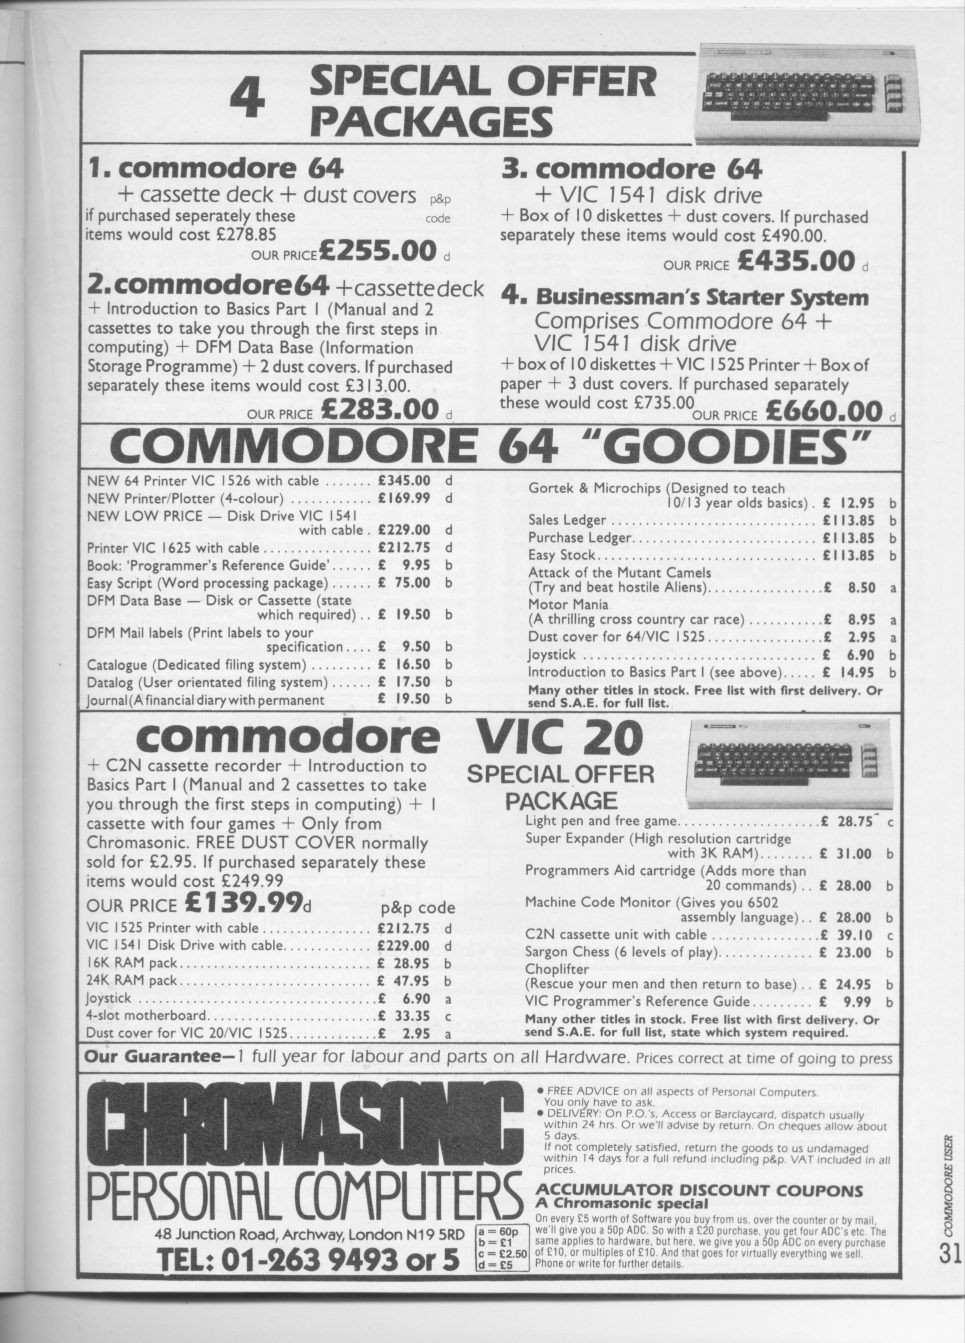 4 SPECIAL OFFER
PACKAGES
1. commodore 64
+ cassette deck + dust covers p&p
if purchased seperately these code
items would cost £278.85
OUR PRICE £255.00 d
2. commodore 64 + cassette deck
+ Introduction to Basics Part I (Manual and 2
cassettes to take you through the first steps in
computing) + DFM Data Base (Information
Storage Programme) + 2 dust covers. If purchased
separately these items would cost £313.00.
OUR PRICE £283.00 d
3. commodore 64
+ VIC 1541 disk drive
+ Box of 10 diskettes + dust covers. If purchased
separately these items would cost £490.00.
OUR PRICE £435.00 d
4. Businessman's Starter System
Comprises Commodore 64 +
VIC 1541 disk drive
+ box of 10 diskettes + VIC 1525 Printer + Box of
paper + 3 dust covers. If purchased separately
these would cost £735.00
OUR PRICE £660.00 d
COMMODORE 64 "GOODIES"
NEW 64 Printer VIC 1526 with cable ....... £345.00 d
NEW Printer/Plotter (4-colour) ............ £169.99 d
NEW LOW PRICE — Disk Drive VIC 1541
with cable . £229.00 d
Printer VIC 1625 with cable ............... £212.75 d
Book: 'Programmer's Reference Guide' ...... £ 9.95 b
Easy Script (Word processing package) ...... £ 75.00 b
DFM Data Base — Disk or Cassette (state
which required) .. £ 19.50 b
DFM Mail labels (Print labels to your
specification .... £ 9.50 b
Catalogue (Dedicated filing system) ......... £ 16.50 b
Datalog (User orientated filing system) ...... £ 17.50 b
Journal (A financial diary with permanent £ 19.50 b
Gortek & Microchips (Designed to teach
10/13 year olds basics) . £ 12.95 b
Sales Ledger .............................. £113.85 b
Purchase Ledger........................... £113.85 b
Easy Stock................................ £113.85 b
Attack of the Mutant Camels
(Try and beat hostile Aliens)................. £ 8.50 a
Motor Mania
(A thrilling cross country car race) ........... £ 8.95 a
Dust cover for 64/VIC 1525................. £ 2.95 a
Joystick .................................. £ 6.90 b
Introduction to Basics Part I (see above)..... £ 14.95 b
Many other titles in stock. Free list with first delivery. Or
send S.A.E. for full list.
commodore VIC 20
SPECIAL OFFER
PACKAGE
+ C2N cassette recorder + Introduction to
Basics Part I (Manual and 2 cassettes to take
you through the first steps in computing) + 1
cassette with four games + Only from
Chromasonic. FREE DUST COVER normally
sold for £2.95. If purchased separately these
items would cost £249.99
OUR PRICE £139.99 d p&p code
VIC 1525 Printer with cable ................ £212.75 d
VIC 1541 Disk Drive with cable............. £229.00 d
16K RAM pack............................ £ 28.95 b
24K RAM pack............................ £ 47.95 b
Joystick .................................. £ 6.90 a
4-slot motherboard........................ £ 33.35 c
Dust cover for VIC 20/VIC 1525............. £ 2.95 a
Light pen and free game..................... £ 28.75 c
Super Expander (High resolution cartridge
with 3K RAM)........ £ 31.00 b
Programmers Aid cartridge (Adds more than
20 commands) .. £ 28.00 b
Machine Code Monitor (Gives you 6502
assembly language) .. £ 28.00 b
C2N cassette unit with cable ................ £ 39.10 c
Sargon Chess (6 levels of play).............. £ 23.00 b
Choplifter
(Rescue your men and then return to base) .. £ 24.95 b
VIC Programmer's Reference Guide......... £ 9.99 b
Many other titles in stock. Free list with first delivery. Or
send S.A.E. for full list, state which system required.
Our Guarantee—1 full year for labour and parts on all Hardware. Prices correct at time of going to press
CHROMASONIC
PERSONAL COMPUTERS
48 Junction Road, Archway, London N19 5RD
TEL: 01-263 9493 or 5
a = 60p
b = £1
c = £2.50
d = £5
• FREE ADVICE on all aspects of Personal Computers.
You only have to ask.
• DELIVERY: On P.O.'s, Access or Barclaycard, dispatch usually
within 24 hrs. Or we'll advise by return. On cheques allow about
5 days.
If not completely satisfied, return the goods to us undamaged
within 14 days for a full refund including p&p. VAT included in all
prices.
ACCUMULATOR DISCOUNT COUPONS
A Chromasonic special
On every £5 worth of Software you buy from us, over the counter or by mail,
we'll give you a 50p ADC. So with a £20 purchase, you get four ADC's etc. The
same applies to hardware, but here, we give you a 50p ADC on every purchase
of £10, or multiples of £10. And that goes for virtually everything we sell.
Phone or write for further details.
COMMODORE USER
31